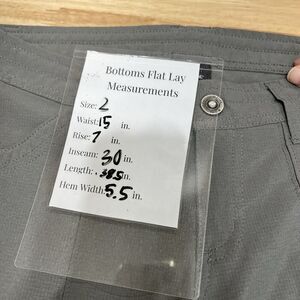 Bottoms Flat Lay
Measurements
Size: 2
Waist: 15 in.
Rise: 7 in.
Inseam: 30 in.
Length: 38.5 in.
Hem Width: 5.5 in.